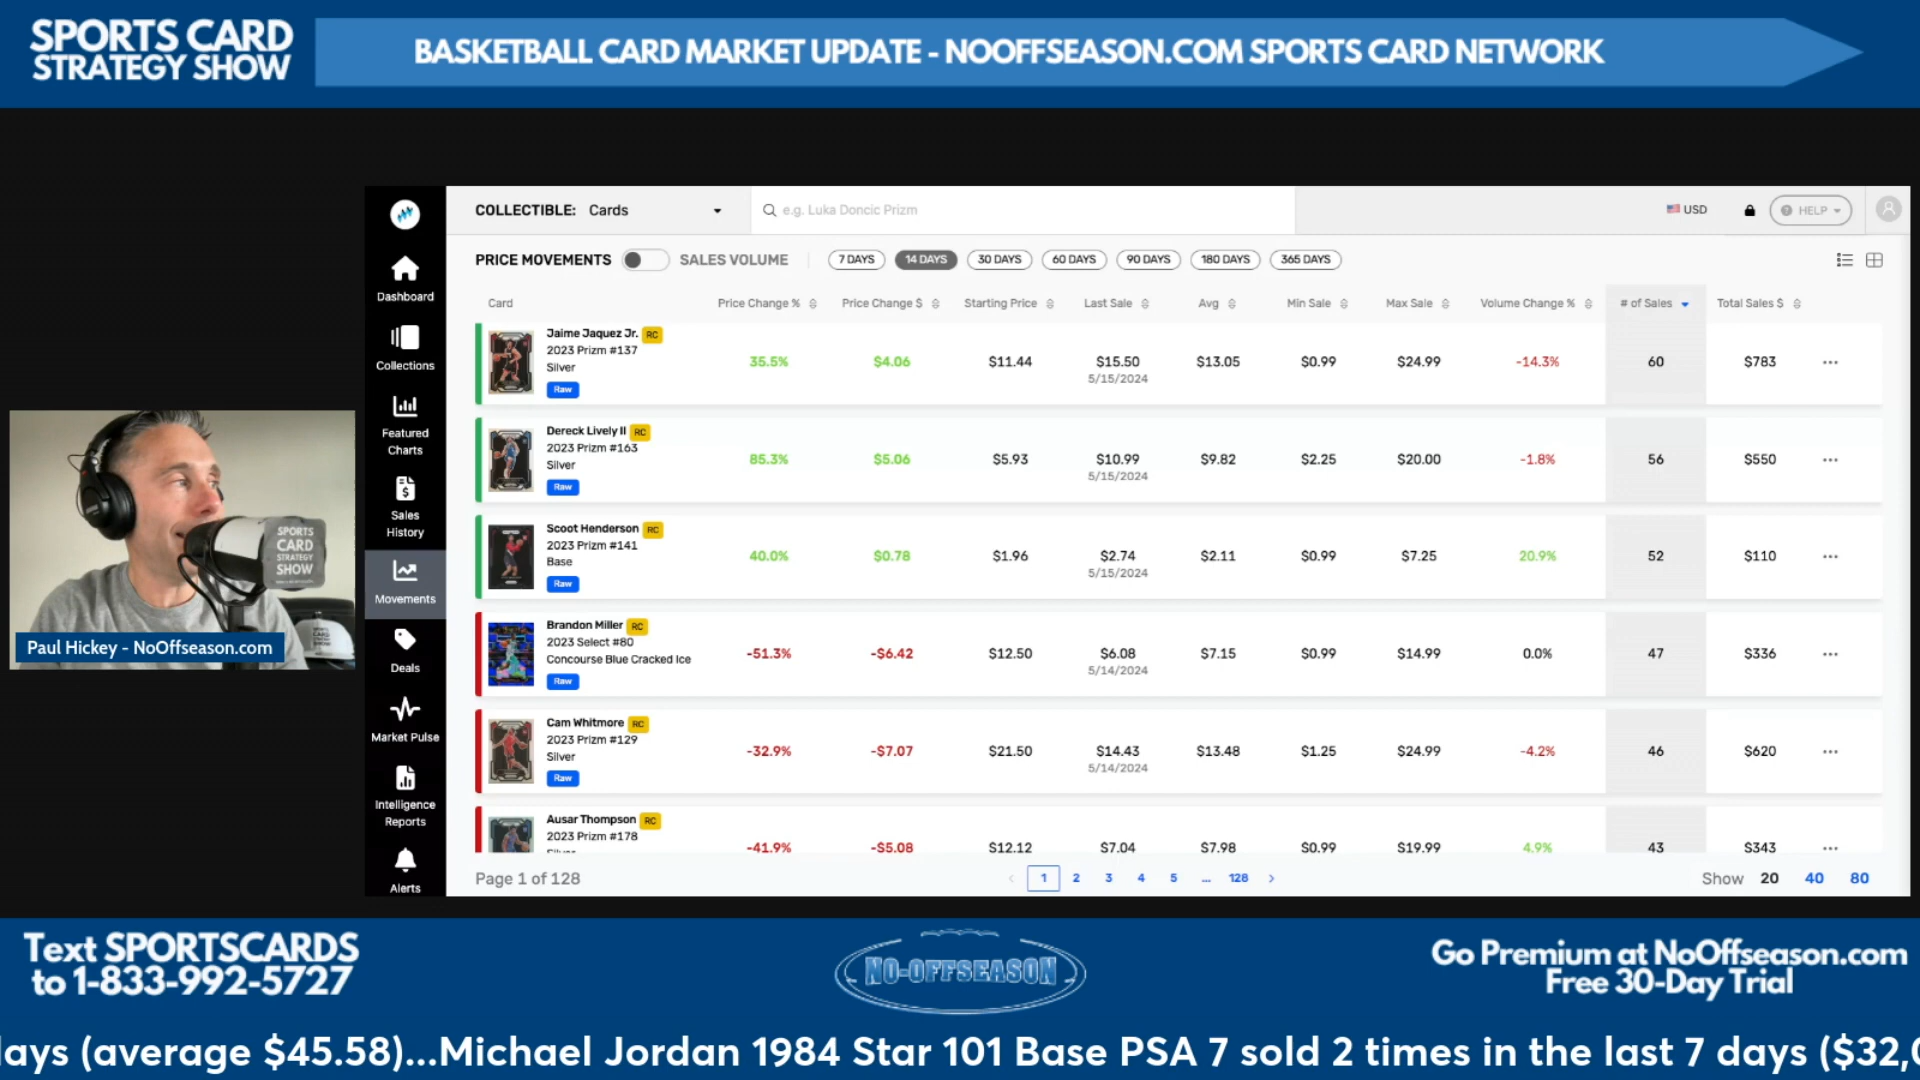 SPORTS CARD
STRATEGY SHOW
BASKETBALL CARD MARKET UPDATE - NOOFFSEASON.COM SPORTS CARD NETWORK
COLLECTIBLE: Cards
e.g. Luka Doncic Prizm
USD
HELP
PRICE MOVEMENTS SALES VOLUME 7 DAYS 14 DAYS 30 DAYS 60 DAYS 90 DAYS 180 DAYS 365 DAYS
Dashboard
Collections
Featured
Charts
Sales
History
Movements
Deals
Market Pulse
Intelligence
Reports
Alerts
Card Price Change % Price Change $ Starting Price Last Sale Avg Min Sale Max Sale Volume Change % # of Sales Total Sales $
Jaime Jaquez Jr. RC
2023 Prizm #137
Silver
Raw
35.5% $4.06 $11.44 $15.50 $13.05 $0.99 $24.99 -14.3% 60 $783 ...
5/15/2024
Dereck Lively II RC
2023 Prizm #163
Silver
Raw
85.3% $5.06 $5.93 $10.99 $9.82 $2.25 $20.00 -1.8% 56 $550 ...
5/15/2024
Scoot Henderson RC
2023 Prizm #141
Base
Raw
40.0% $0.78 $1.96 $2.74 $2.11 $0.99 $7.25 20.9% 52 $110 ...
5/15/2024
Brandon Miller RC
2023 Select #80
Concourse Blue Cracked Ice
Raw
-51.3% -$6.42 $12.50 $6.08 $7.15 $0.99 $14.99 0.0% 47 $336 ...
5/14/2024
Cam Whitmore RC
2023 Prizm #129
Silver
Raw
-32.9% -$7.07 $21.50 $14.43 $13.48 $1.25 $24.99 -4.2% 46 $620 ...
5/14/2024
Ausar Thompson RC
2023 Prizm #178
Silver
-41.9% -$5.08 $12.12 $7.04 $7.98 $0.99 $19.99 4.9% 43 $343 ...
Page 1 of 128
< 1 2 3 4 5 ... 128 >
Show 20 40 80
SPORTS
CARD
STRATEGY
SHOW
Paul Hickey - NoOffseason.com
Text SPORTSCARDS
to 1-833-992-5727
NO-OFFSEASON
Go Premium at NoOffseason.com
Free 30-Day Trial
days (average $45.58)...Michael Jordan 1984 Star 101 Base PSA 7 sold 2 times in the last 7 days ($32,0